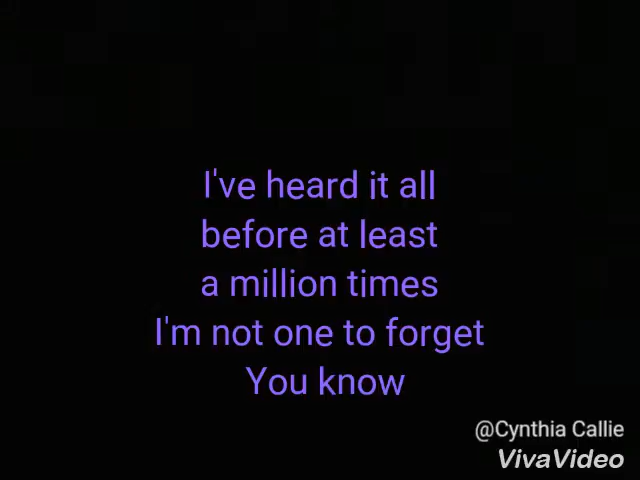 I've heard it all
before at least
a million times
I'm not one to forget
You know
@Cynthia Callie
VivaVideo